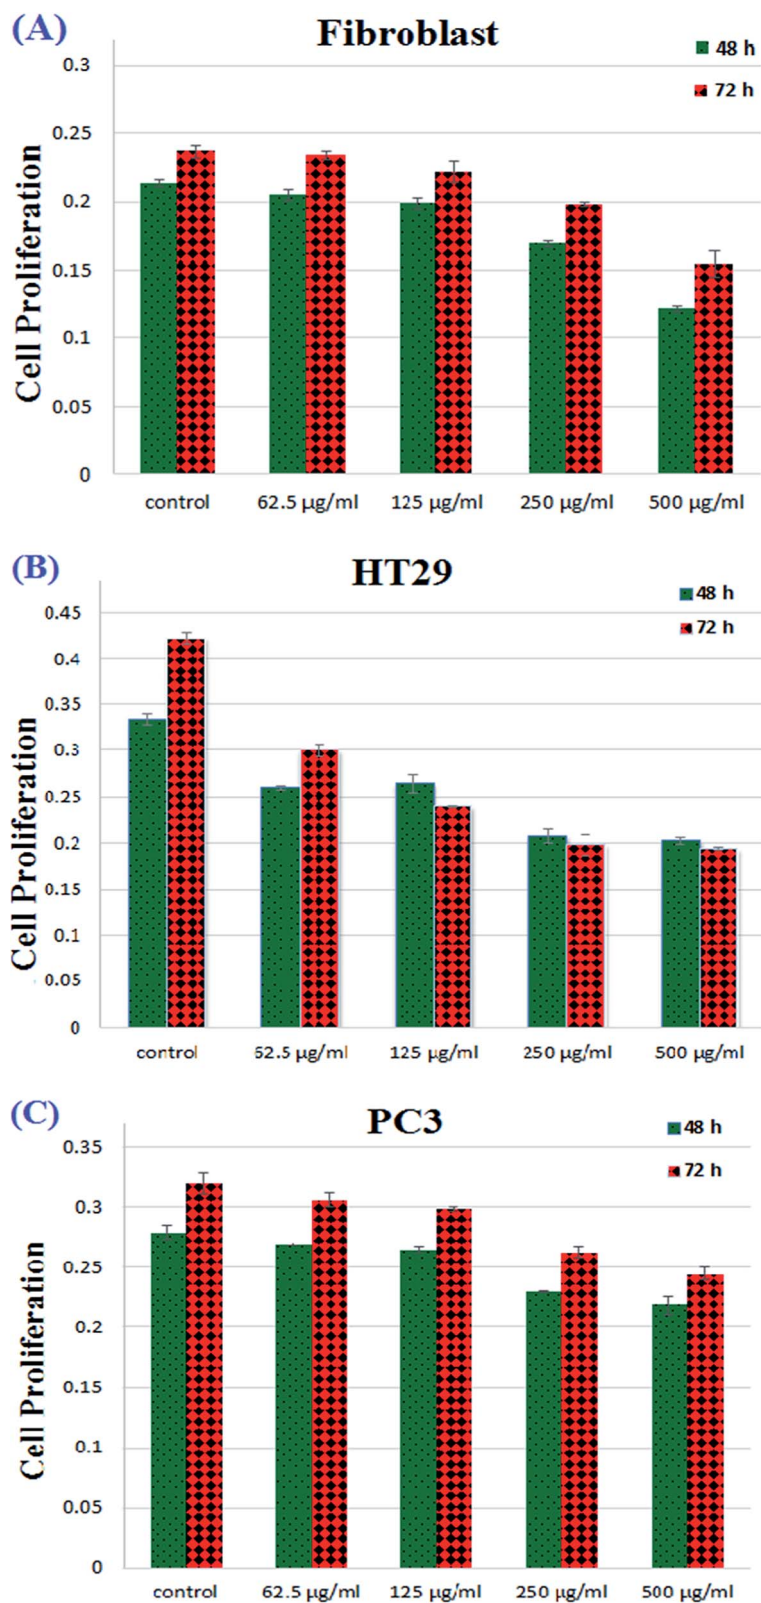 (A)
Fibroblast
48 h
72 h
Cell Proliferation
0.3
0.25
0.2
0.15
0.1
0.05
0
control
62.5 µg/ml
125 µg/ml
250 µg/ml
500 µg/ml
(B)
HT29
48 h
72 h
Cell Proliferation
0.45
0.4
0.35
0.3
0.25
0.2
0.15
0.1
0.05
0
control
62.5 µg/ml
125 µg/ml
250 µg/ml
500 µg/ml
(C)
PC3
48 h
72 h
Cell Proliferation
0.35
0.3
0.25
0.2
0.15
0.1
0.05
0
control
62.5 µg/ml
125 µg/ml
250 µg/ml
500 µg/ml